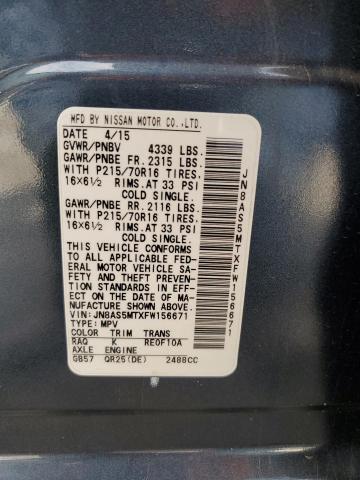 MFD BY NISSAN MOTOR CO.,LTD.
DATE 4/15
GVWR/PNBV 4339 LBS.
GAWR/PNBE FR. 2315 LBS.
WITH P215/70R16 TIRES.
16X6½ RIMS.AT 33 PSI
COLD SINGLE.
GAWR/PNBE RR. 2116 LBS.
WITH P215/70R16 TIRES.
16X6½ RIMS.AT 33 PSI
COLD SINGLE.
THIS VEHICLE CONFORMS
TO ALL APPLICABLE FED-
ERAL MOTOR VEHICLE SA-
FETY AND THEFT PREVEN-
TION STANDARDS IN EFF-
ECT ON THE DATE OF MA-
NUFACTURE SHOWN ABOVE.
VIN: JN8AS5MTXFW156671
TYPE: MPV
COLOR TRIM TRANS
RAQ K RE0F10A
AXLE ENGINE
GB57 QR25(DE) 2488CC
JN8AS5MTXFW156671